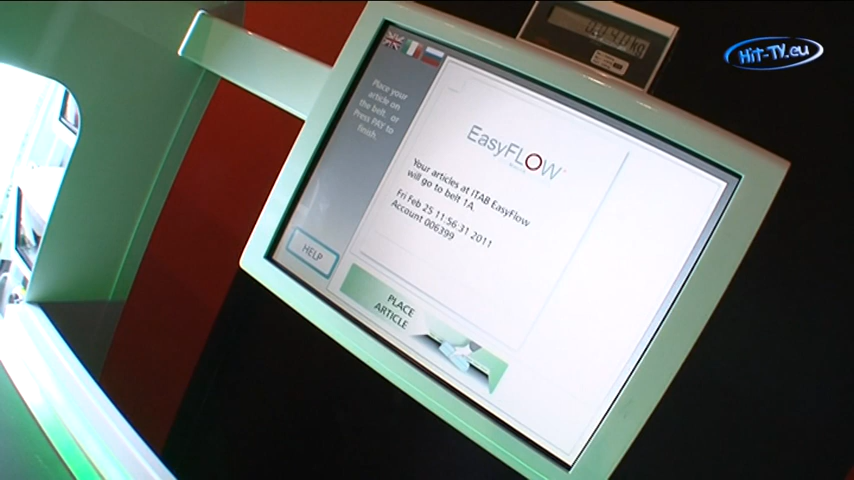 Hit-TV.eu
Place your
article on
the belt. or
Press PAY to
finish.
EasyFLOW
Your articles at ITAB EasyFlow
will go to belt 1A.
Fri Feb 25 11:56:31 2011
Account 006399
HELP
PLACE
ARTICLE